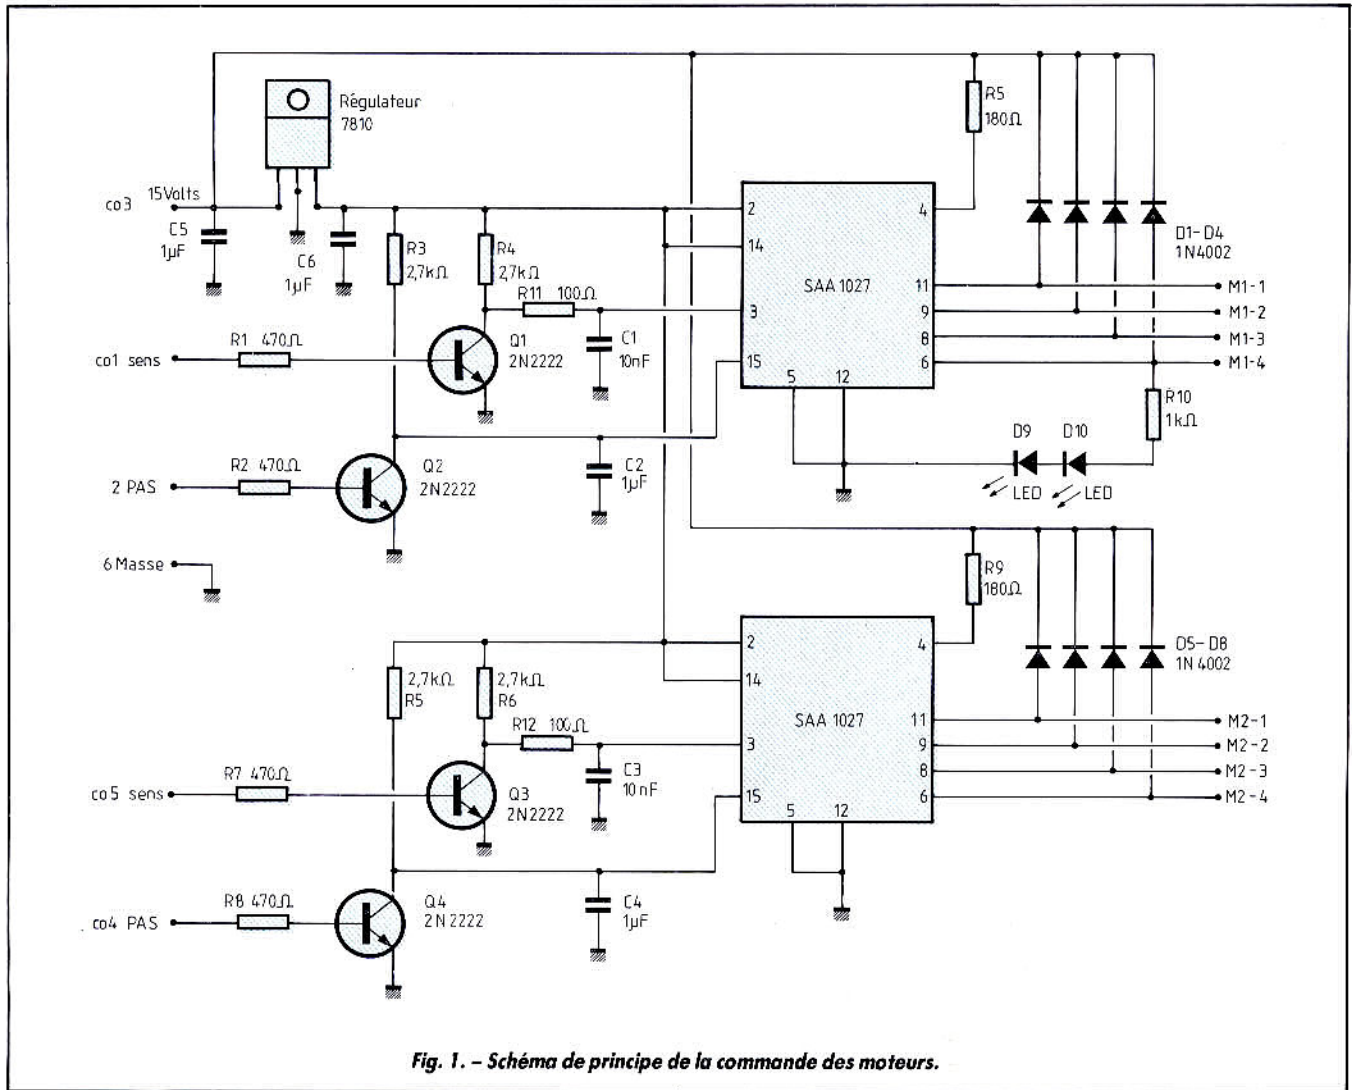 Régulateur
7810
R5
180Ω
15Volts
co3
C5
1µF
C6
1µF
R3
2,7kΩ
R4
2,7kΩ
R11 100Ω
2
14
3
15
5
12
SAA 1027
4
11
9
8
6
D1-D4
1N4002
M1-1
M1-2
M1-3
M1-4
co1 sens
R1 470Ω
Q1
2N2222
C1
10nF
R10
1kΩ
D9
D10
LED
LED
2 PAS
R2 470Ω
Q2
2N2222
C2
1µF
6 Masse
R9
180Ω
2,7kΩ
R5
2,7kΩ
R6
R12 100Ω
2
14
3
15
5
12
SAA 1027
4
11
9
8
6
D5-D8
1N 4002
M2-1
M2-2
M2-3
M2-4
co5 sens
R7 470Ω
Q3
2N2222
C3
10nF
co4 PAS
R8 470Ω
Q4
2N2222
C4
1µF
Fig. 1. – Schéma de principe de la commande des moteurs.